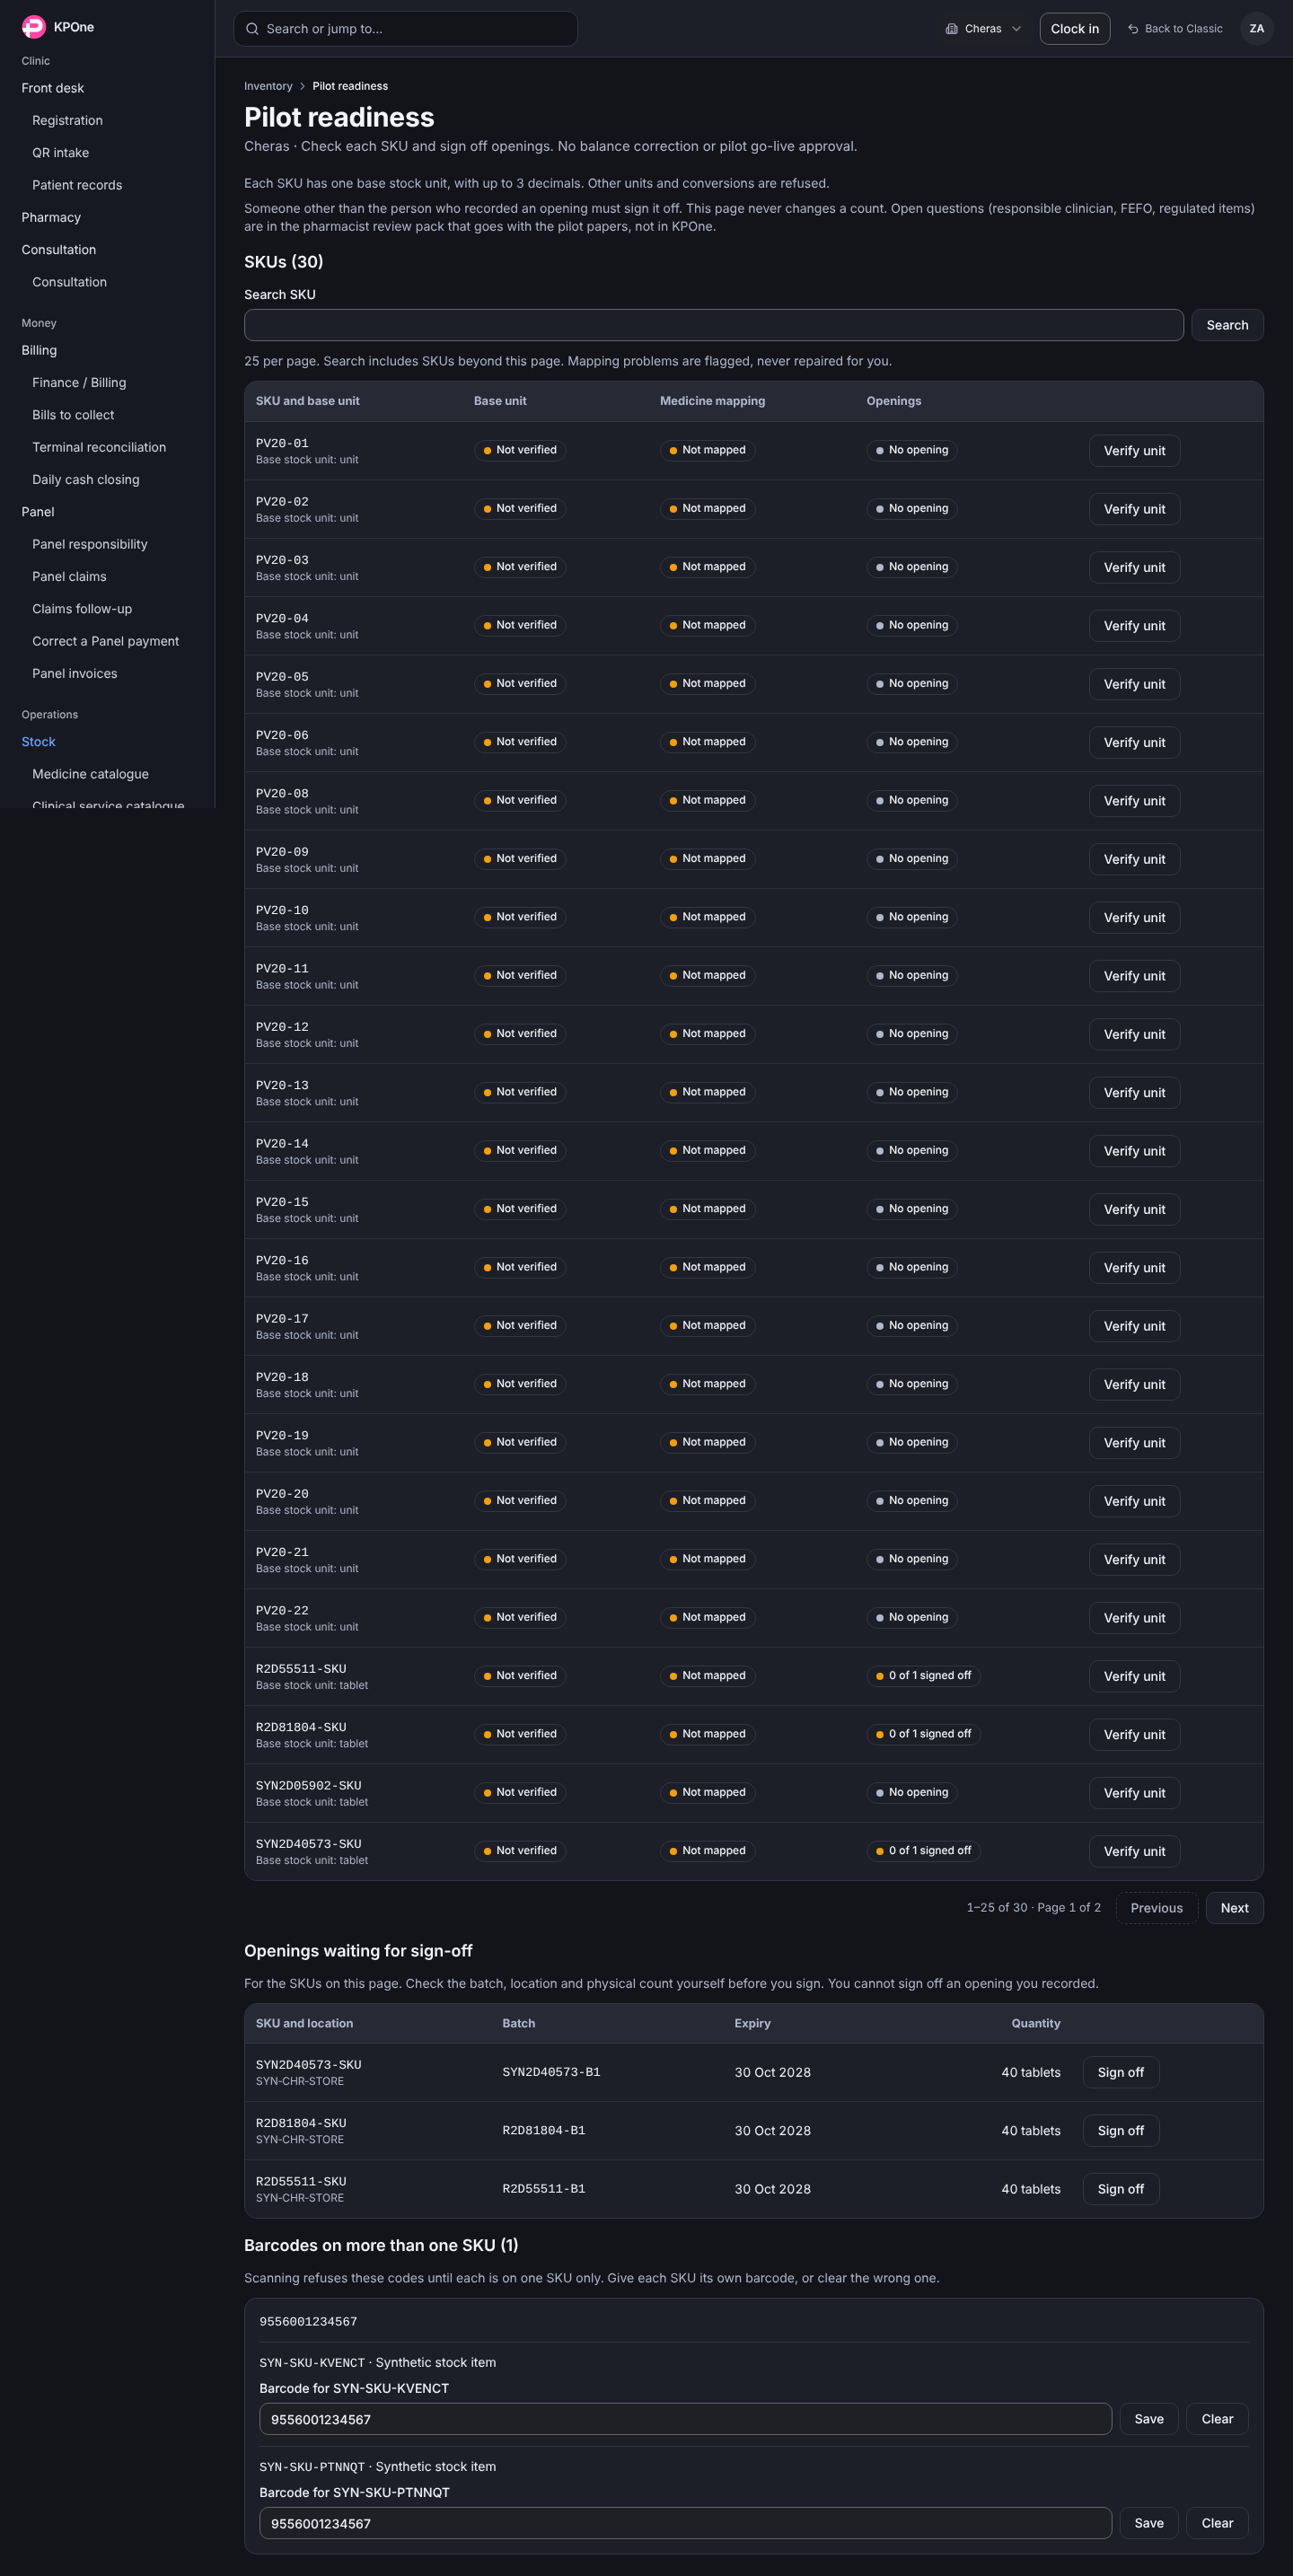 KPOne
Clinic
Front desk
Registration
QR intake
Patient records
Pharmacy
Consultation
Consultation
Money
Billing
Finance / Billing
Bills to collect
Terminal reconciliation
Daily cash closing
Panel
Panel responsibility
Panel claims
Claims follow-up
Correct a Panel payment
Panel invoices
Operations
Stock
Medicine catalogue
Clinical service catalogue
Search or jump to...
Cheras
Clock in
Back to Classic
ZA
Inventory > Pilot readiness
Pilot readiness
Cheras · Check each SKU and sign off openings. No balance correction or pilot go-live approval.
Each SKU has one base stock unit, with up to 3 decimals. Other units and conversions are refused.
Someone other than the person who recorded an opening must sign it off. This page never changes a count. Open questions (responsible clinician, FEFO, regulated items)
are in the pharmacist review pack that goes with the pilot papers, not in KPOne.
SKUs (30)
Search SKU
Search
25 per page. Search includes SKUs beyond this page. Mapping problems are flagged, never repaired for you.
SKU and base unit Base unit Medicine mapping Openings
PV20-01 Not verified Not mapped No opening Verify unit
Base stock unit: unit
PV20-02 Not verified Not mapped No opening Verify unit
Base stock unit: unit
PV20-03 Not verified Not mapped No opening Verify unit
Base stock unit: unit
PV20-04 Not verified Not mapped No opening Verify unit
Base stock unit: unit
PV20-05 Not verified Not mapped No opening Verify unit
Base stock unit: unit
PV20-06 Not verified Not mapped No opening Verify unit
Base stock unit: unit
PV20-08 Not verified Not mapped No opening Verify unit
Base stock unit: unit
PV20-09 Not verified Not mapped No opening Verify unit
Base stock unit: unit
PV20-10 Not verified Not mapped No opening Verify unit
Base stock unit: unit
PV20-11 Not verified Not mapped No opening Verify unit
Base stock unit: unit
PV20-12 Not verified Not mapped No opening Verify unit
Base stock unit: unit
PV20-13 Not verified Not mapped No opening Verify unit
Base stock unit: unit
PV20-14 Not verified Not mapped No opening Verify unit
Base stock unit: unit
PV20-15 Not verified Not mapped No opening Verify unit
Base stock unit: unit
PV20-16 Not verified Not mapped No opening Verify unit
Base stock unit: unit
PV20-17 Not verified Not mapped No opening Verify unit
Base stock unit: unit
PV20-18 Not verified Not mapped No opening Verify unit
Base stock unit: unit
PV20-19 Not verified Not mapped No opening Verify unit
Base stock unit: unit
PV20-20 Not verified Not mapped No opening Verify unit
Base stock unit: unit
PV20-21 Not verified Not mapped No opening Verify unit
Base stock unit: unit
PV20-22 Not verified Not mapped No opening Verify unit
Base stock unit: unit
R2D55511-SKU Not verified Not mapped 0 of 1 signed off Verify unit
Base stock unit: tablet
R2D81804-SKU Not verified Not mapped 0 of 1 signed off Verify unit
Base stock unit: tablet
SYN2D05902-SKU Not verified Not mapped No opening Verify unit
Base stock unit: tablet
SYN2D40573-SKU Not verified Not mapped 0 of 1 signed off Verify unit
Base stock unit: tablet
1–25 of 30 · Page 1 of 2 Previous Next
Openings waiting for sign-off
For the SKUs on this page. Check the batch, location and physical count yourself before you sign. You cannot sign off an opening you recorded.
SKU and location Batch Expiry Quantity
SYN2D40573-SKU SYN2D40573-B1 30 Oct 2028 40 tablets Sign off
SYN-CHR-STORE
R2D81804-SKU R2D81804-B1 30 Oct 2028 40 tablets Sign off
SYN-CHR-STORE
R2D55511-SKU R2D55511-B1 30 Oct 2028 40 tablets Sign off
SYN-CHR-STORE
Barcodes on more than one SKU (1)
Scanning refuses these codes until each is on one SKU only. Give each SKU its own barcode, or clear the wrong one.
9556001234567
SYN-SKU-KVENCT · Synthetic stock item
Barcode for SYN-SKU-KVENCT
9556001234567 Save Clear
SYN-SKU-PTNNQT · Synthetic stock item
Barcode for SYN-SKU-PTNNQT
9556001234567 Save Clear